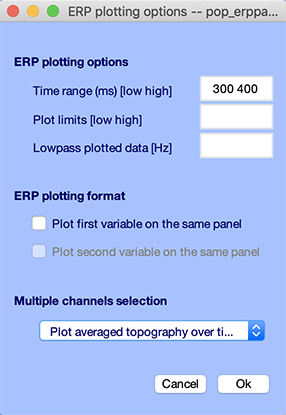 ERP plotting options -- pop_erppa...
ERP plotting options
Time range (ms) [low high] 300 400
Plot limits [low high]
Lowpass plotted data [Hz]
ERP plotting format
Plot first variable on the same panel
Plot second variable on the same panel
Multiple channels selection
Plot averaged topography over ti...
Cancel Ok